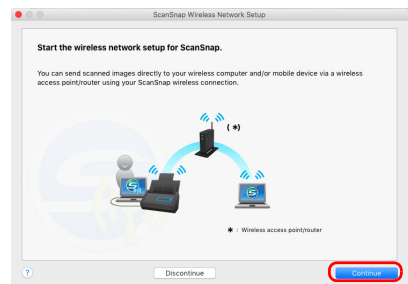 ScanSnap Wireless Network Setup
Start the wireless network setup for ScanSnap.
You can send scanned images directly to your wireless computer and/or mobile device via a wireless
access point/router using your ScanSnap wireless connection.
( *)
* : Wireless access point/router
?
Discontinue
Continue